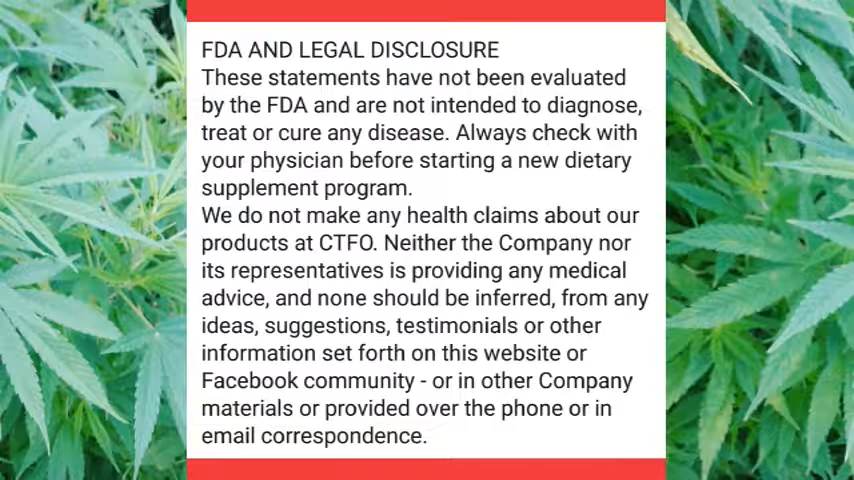 FDA AND LEGAL DISCLOSURE
These statements have not been evaluated
by the FDA and are not intended to diagnose,
treat or cure any disease. Always check with
your physician before starting a new dietary
supplement program.
We do not make any health claims about our
products at CTFO. Neither the Company nor
its representatives is providing any medical
advice, and none should be inferred, from any
ideas, suggestions, testimonials or other
information set forth on this website or
Facebook community - or in other Company
materials or provided over the phone or in
email correspondence.